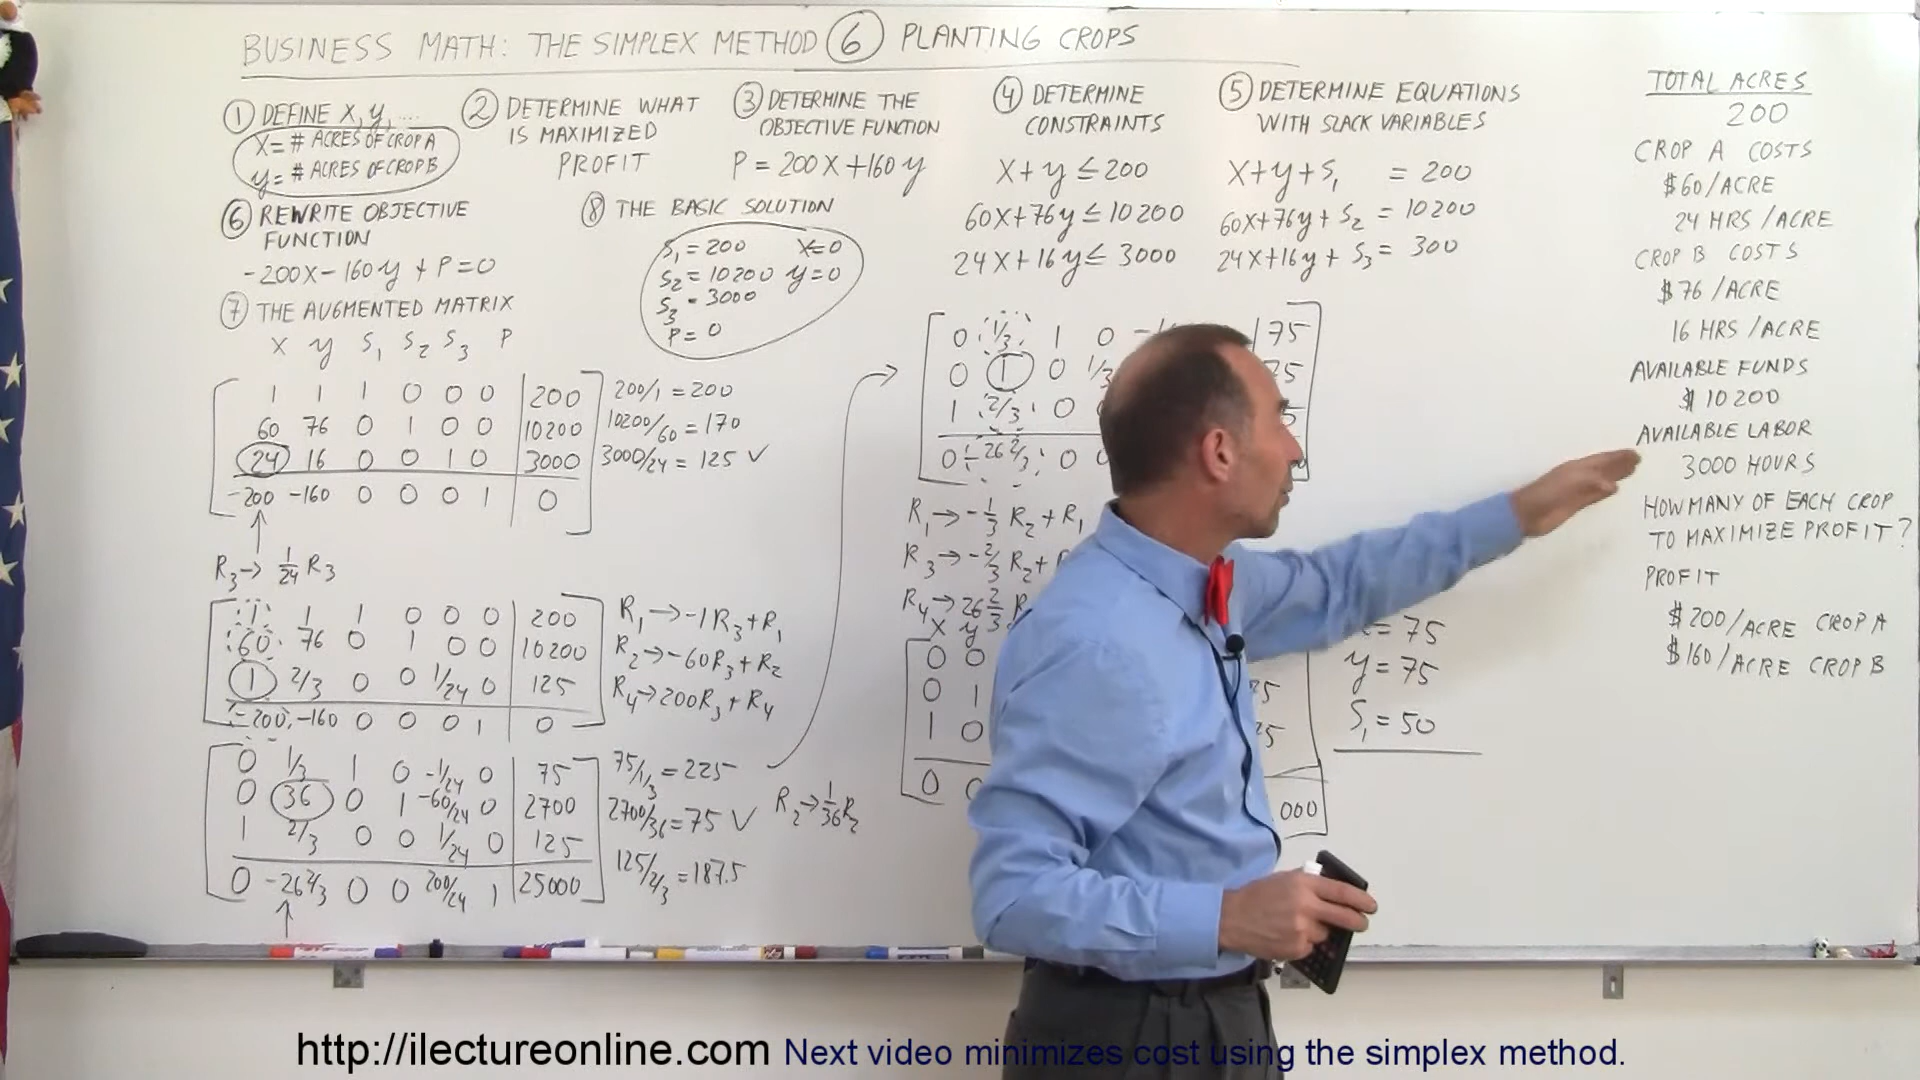 BUSINESS MATH: THE SIMPLEX METHOD 6 PLANTING CROPS
1 DEFINE X, y, ...
X = # ACRES OF CROP A
y = # ACRES OF CROP B
2 DETERMINE WHAT
IS MAXIMIZED
PROFIT
3 DETERMINE THE
OBJECTIVE FUNCTION
P = 200X + 160y
4 DETERMINE
CONSTRAINTS
X + y ≤ 200
60X + 76y ≤ 10200
24X + 16y ≤ 3000
5 DETERMINE EQUATIONS
WITH SLACK VARIABLES
X + y + S1 = 200
60X + 76y + S2 = 10200
24X + 16y + S3 = 300
6 REWRITE OBJECTIVE
FUNCTION
-200X - 160y + P = 0
7 THE AUGMENTED MATRIX
X y S1 S2 S3 P
1 1 1 0 0 0 200 200/1 = 200
60 76 0 1 0 0 10200 10200/60 = 170
24 16 0 0 1 0 3000 3000/24 = 125 √
-200 -160 0 0 0 1 0
R3 → 1/24 R3
1 1 1 0 0 0 200 R1 → -1R3 + R1
60 76 0 1 0 0 10200 R2 → -60R3 + R2
1 2/3 0 0 1/24 0 125 R4 → 200R3 + R4
-200 -160 0 0 0 1 0
0 1/3 1 0 -1/24 0 75 75/1/3 = 225
0 36 0 1 -60/24 0 2700 2700/36 = 75 √ R2 → 1/36 R2
1 2/3 0 0 1/24 0 125 125/2/3 = 187.5
0 -26 2/3 0 0 200/24 1 25000
8 THE BASIC SOLUTION
S1 = 200 X = 0
S2 = 10200 y = 0
S3 = 3000
P = 0
0 1/3 1 0 75
0 1 0 1/3
1 2/3 0
0 26 2/3 0
R1 → -1/3 R2 + R1
R3 → -2/3 R2 +
R4 → 26 2/3 R
X y
0 0
0 1
1 0
0
000
= 75
y = 75
S1 = 50
TOTAL ACRES
200
CROP A COSTS
$60/ACRE
24 HRS/ACRE
CROP B COSTS
$76/ACRE
16 HRS/ACRE
AVAILABLE FUNDS
$10200
AVAILABLE LABOR
3000 HOURS
HOW MANY OF EACH CROP
TO MAXIMIZE PROFIT?
PROFIT
$200/ACRE CROP A
$160/ACRE CROP B
http://ilectureonline.com Next video minimizes cost using the simplex method.